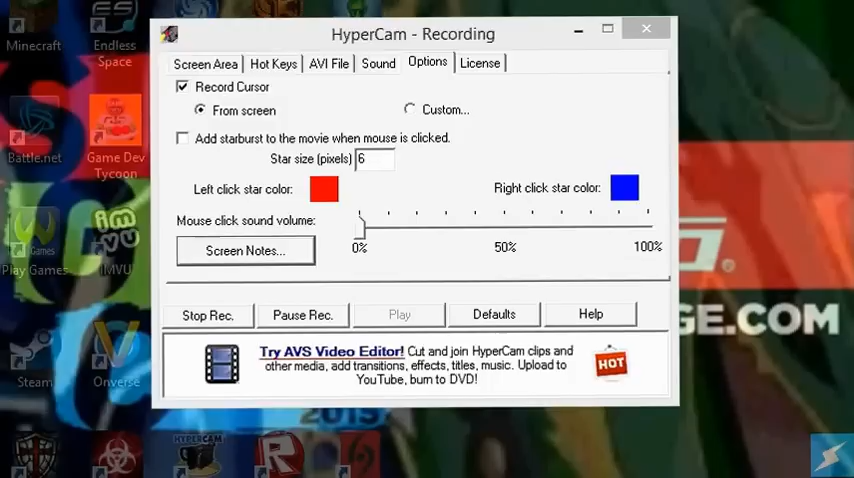 HyperCam - Recording
Minecraft
Endless
Space
Screen Area
Hot Keys
AVI File
Sound
Options
License
Record Cursor
From screen
Custom...
Add starburst to the movie when mouse is clicked.
Star size (pixels) 6
Battle.net
Game Dev
Tycoon
Left click star color:
Right click star color:
Mouse click sound volume:
0%
50%
100%
Screen Notes...
imvu
Games
Play Games
IMVU
Stop Rec.
Pause Rec.
Play
Defaults
Help
GE.COM
Try AVS Video Editor! Cut and join HyperCam clips and
other media, add transitions, effects, titles, music. Upload to
YouTube, burn to DVD!
HOT
Steam
Onverse
2015
HYPERCAM